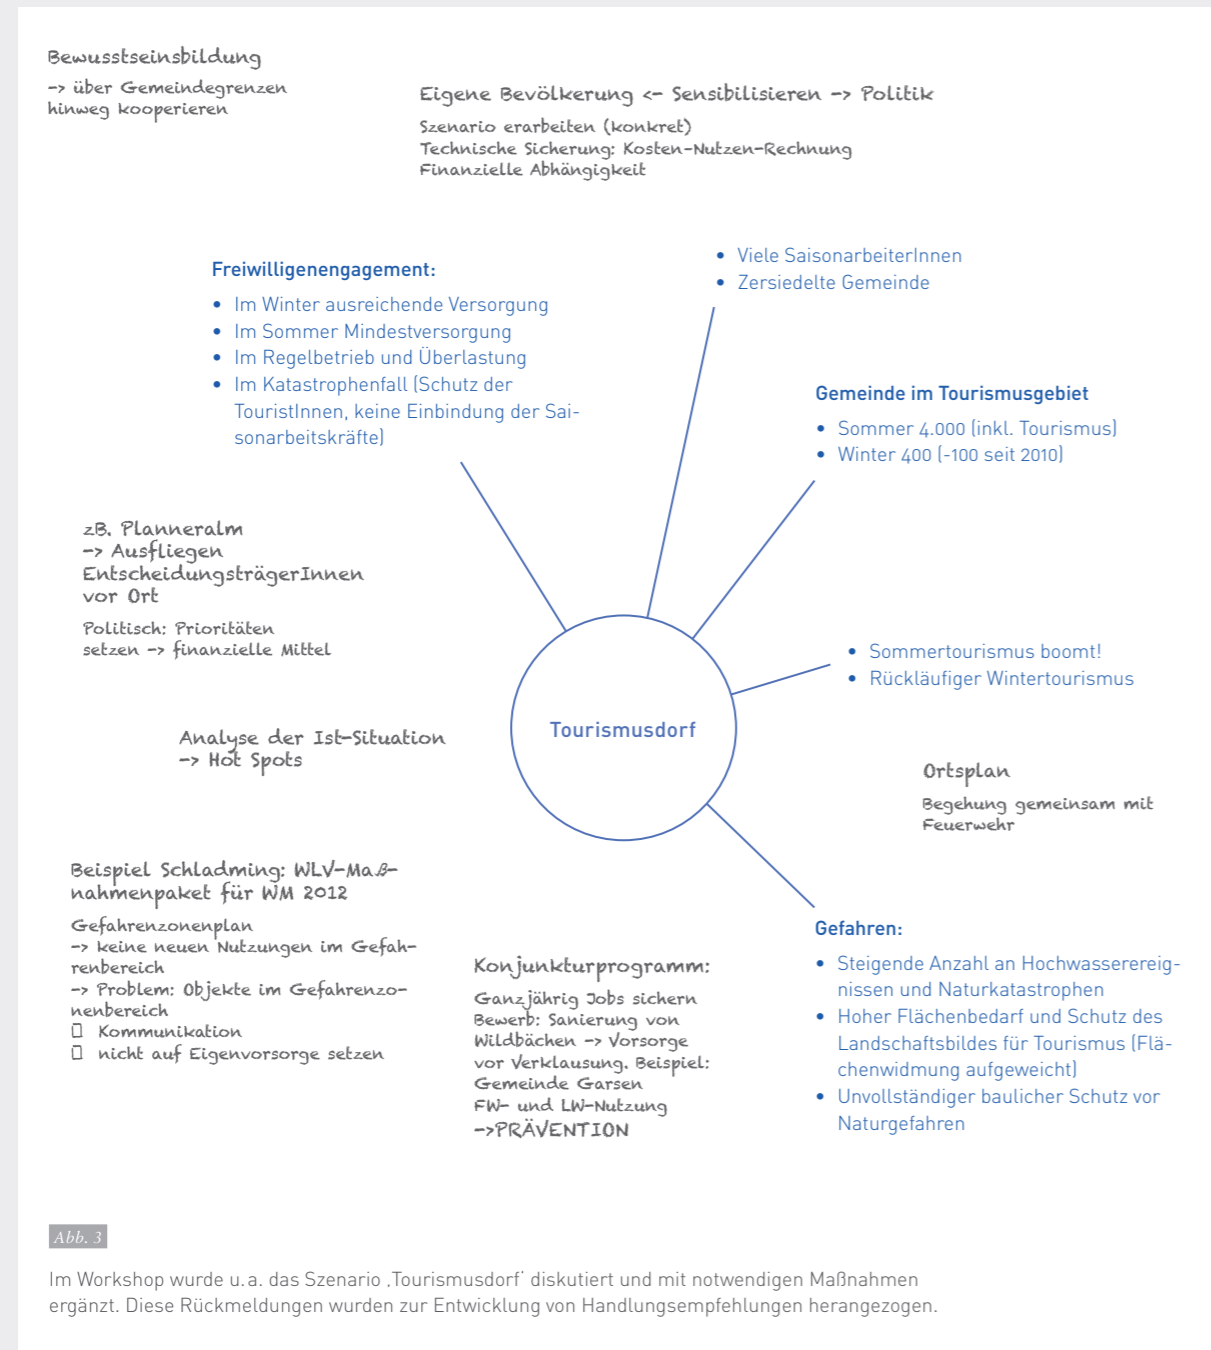 Bewusstseinsbildung
-> über Gemeindegrenzen
hinweg kooperieren
Eigene Bevölkerung <- Sensibilisieren -> Politik
Szenario erarbeiten (konkret)
Technische Sicherung: Kosten-Nutzen-Rechnung
Finanzielle Abhängigkeit
Freiwilligenengagement:
• Im Winter ausreichende Versorgung
• Im Sommer Mindestversorgung
• Im Regelbetrieb und Überlastung
• Im Katastrophenfall (Schutz der
TouristInnen, keine Einbindung der Sai-
sonarbeitskräfte)
• Viele SaisonarbeiterInnen
• Zersiedelte Gemeinde
Gemeinde im Tourismusgebiet
• Sommer 4.000 (inkl. Tourismus)
• Winter 400 (-100 seit 2010)
zB. Planneralm
-> Ausfliegen
EntscheidungsträgerInnen
vor Ort
Politisch: Prioritäten
setzen -> finanzielle Mittel
• Sommertourismus boomt!
• Rückläufiger Wintertourismus
Tourismusdorf
Analyse der Ist-Situation
-> Hot Spots
Ortsplan
Begehung gemeinsam mit
Feuerwehr
Beispiel Schladming: WLV-Maß-
nahmenpaket für WM 2012
Gefahrenzonenplan
-> keine neuen Nutzungen im Gefah-
renbereich
-> Problem: Objekte im Gefahrenzo-
nenbereich
▯ Kommunikation
▯ nicht auf Eigenvorsorge setzen
Konjunkturprogramm:
Ganzjährig Jobs sichern
Bewerb: Sanierung von
Wildbächen -> Vorsorge
vor Verklausung. Beispiel:
Gemeinde Garsen
FW- und LW-Nutzung
->PRÄVENTION
Gefahren:
• Steigende Anzahl an Hochwasserereig-
nissen und Naturkatastrophen
• Hoher Flächenbedarf und Schutz des
Landschaftsbildes für Tourismus (Flä-
chenwidmung aufgeweicht)
• Unvollständiger baulicher Schutz vor
Naturgefahren
Abb. 3
Im Workshop wurde u.a. das Szenario ‚Tourismusdorf‘ diskutiert und mit notwendigen Maßnahmen
ergänzt. Diese Rückmeldungen wurden zur Entwicklung von Handlungsempfehlungen herangezogen.